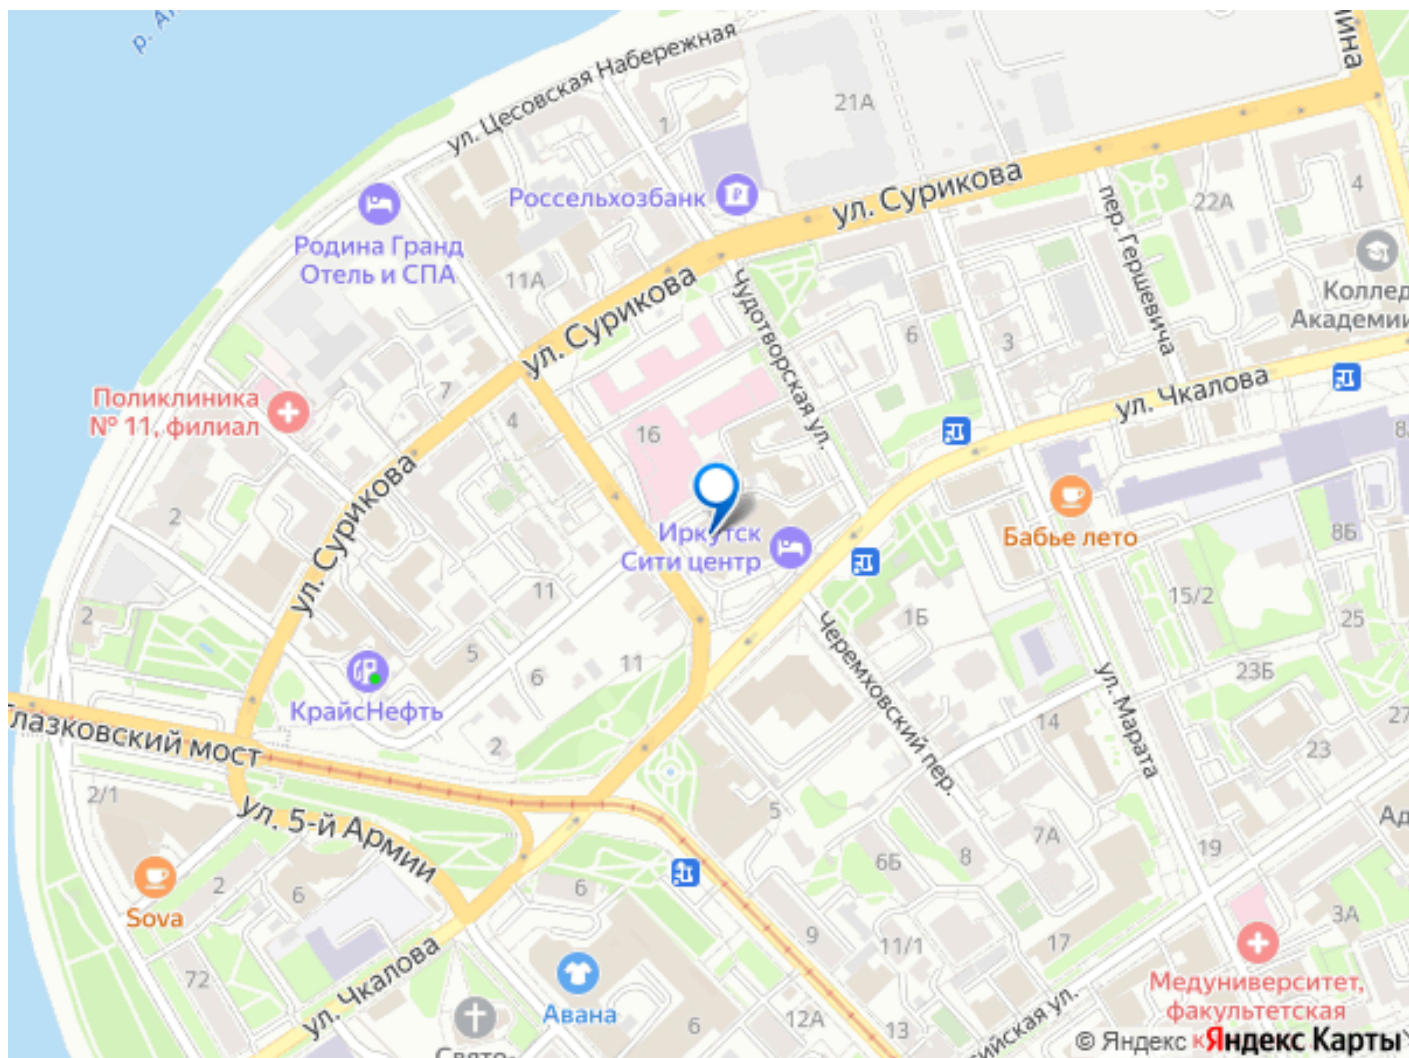 р. Ан
ул. Цесовская Набережная
мина
21А
1
Россельхозбанк
ул. Сурикова
пер. Гершевича
22А
4
Родина Гранд
Отель и СПА
11А
ул. Сурикова
Чудотворская ул.
6
3
Коллед
Академии
7
Поликлиника
№ 11, филиал
4
16
ул. Чкалова
8
ул. Сурикова
2
Иркутск
Сити центр
Бабье лето
8Б
11
15/2
2
1Б
25
5
6
11
Черемховский пер.
23Б
КрайсНефть
ул. Марата
14
27
Глазковский мост
2
23
2/1
ул. 5-й Армии
5
7А
Ад
6Б
8
19
2
6
6
Sova
3А
9
11/1
17
72
ул. Чкалова
Авана
Медуниверситет,
факультетская
к
12А
13
6
Свято-
ийская ул.
© Яндекс Яндекс Карты